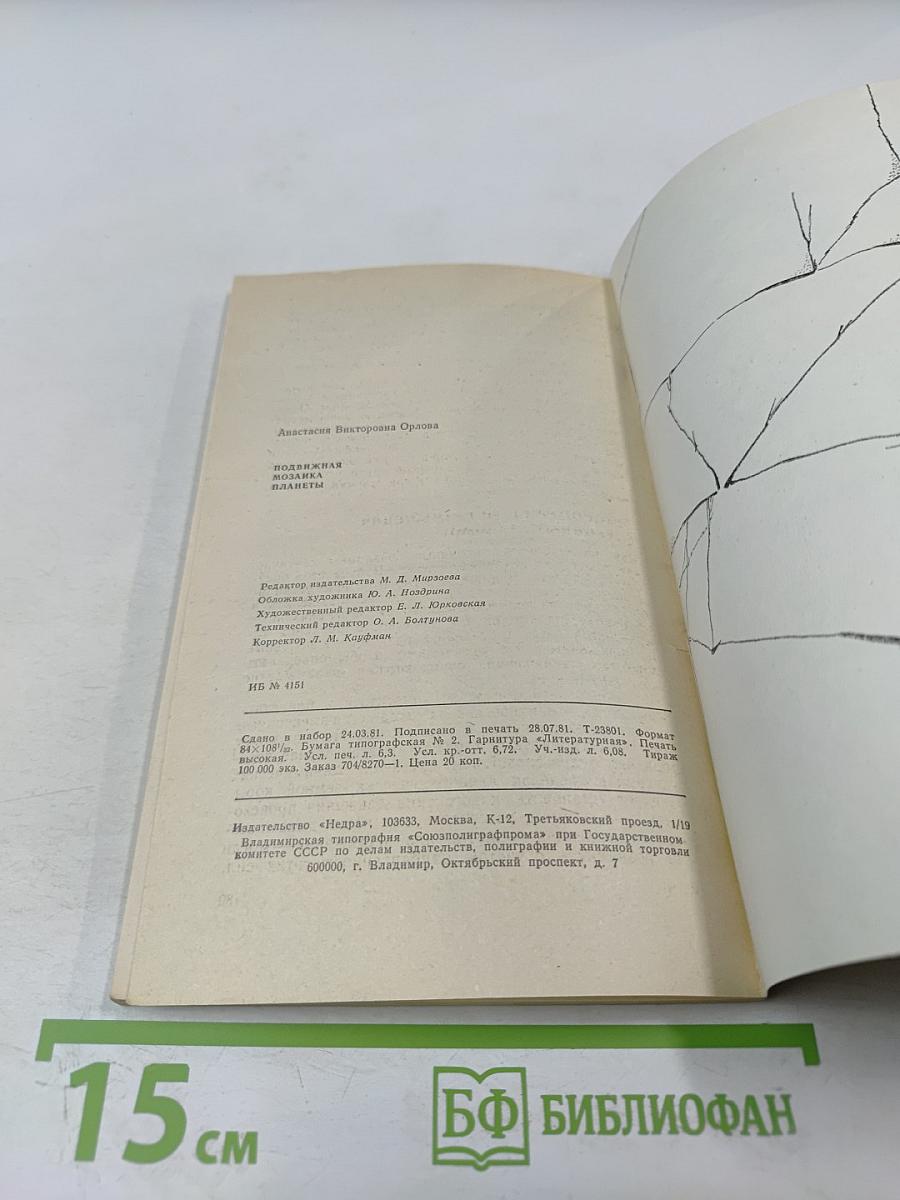 Анастасия Викторовна Орлова
ПОДВИЖНАЯ
МОЗАИКА
ПЛАНЕТЫ
Редактор издательства М. Д. Мирзоева
Обложка художника Ю. А. Ноздрина
Художественный редактор Е. Л. Юрковская
Технический редактор О. А. Болтунова
Корректор Л. М. Кауфман
ИБ № 4151
Сдано в набор 24.03.81. Подписано в печать 28.07.81. Т-23801. Формат
84×108¹/₃₂. Бумага типографская № 2. Гарнитура «Литературная». Печать
высокая. Усл. печ. л. 6,3. Усл. кр.-отт. 6,72. Уч.-изд. л. 6,08. Тираж
100 000 экз. Заказ 704/8270—1. Цена 20 коп.
Издательство «Недра», 103633, Москва, К-12, Третьяковский проезд, 1/19
Владимирская типография «Союзполиграфпрома» при Государственном
комитете СССР по делам издательств, полиграфии и книжной торговли
600000, г. Владимир, Октябрьский проспект, д. 7
15 см
БФ БИБЛИОФАН